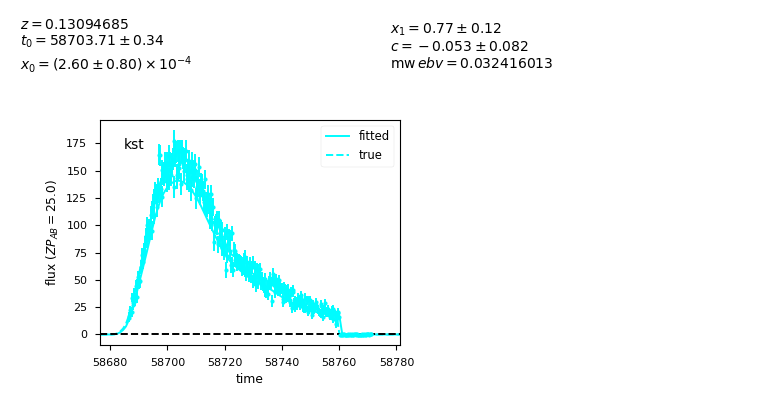 z = 0.13094685
t₀ = 58703.71 ± 0.34
x₀ = (2.60 ± 0.80) × 10⁻⁴
x₁ = 0.77 ± 0.12
c = −0.053 ± 0.082
mw ebv = 0.032416013
kst
fitted
true
175
150
125
100
75
50
25
0
flux (ZP_AB = 25.0)
58680 58700 58720 58740 58760 58780
time